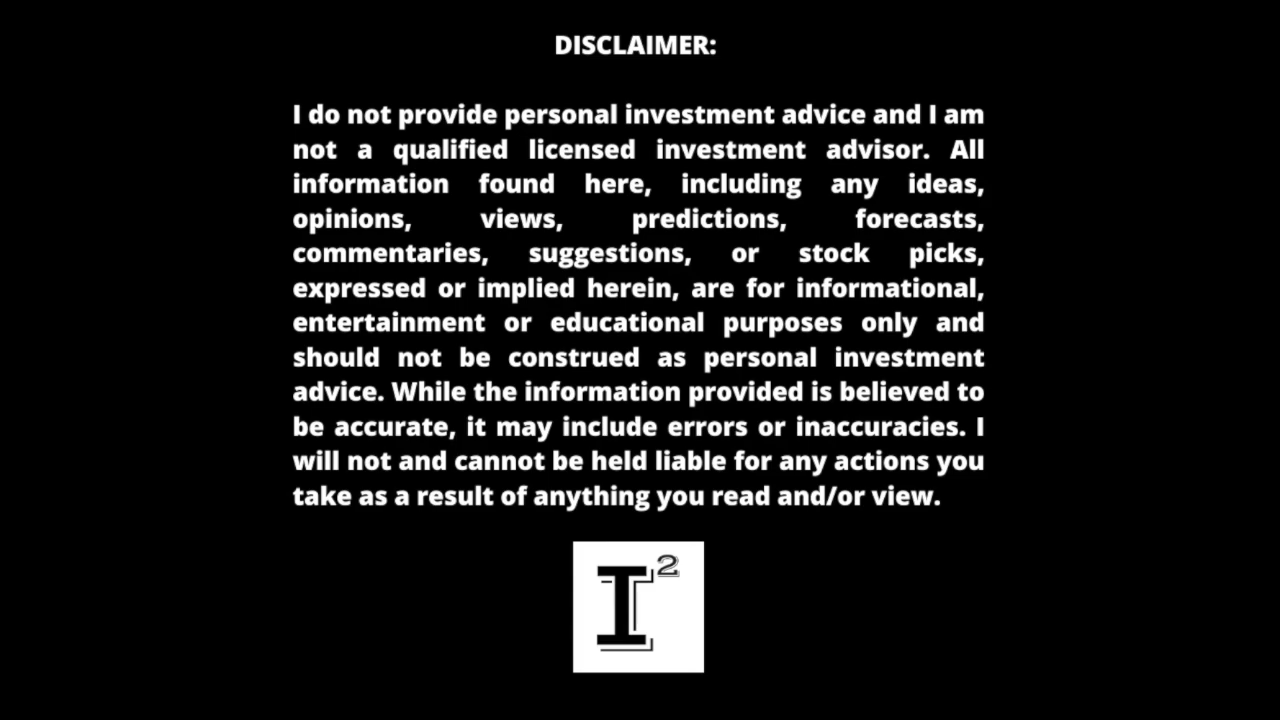 DISCLAIMER:
I do not provide personal investment advice and I am
not a qualified licensed investment advisor. All
information found here, including any ideas,
opinions, views, predictions, forecasts,
commentaries, suggestions, or stock picks,
expressed or implied herein, are for informational,
entertainment or educational purposes only and
should not be construed as personal investment
advice. While the information provided is believed to
be accurate, it may include errors or inaccuracies. I
will not and cannot be held liable for any actions you
take as a result of anything you read and/or view.
I²